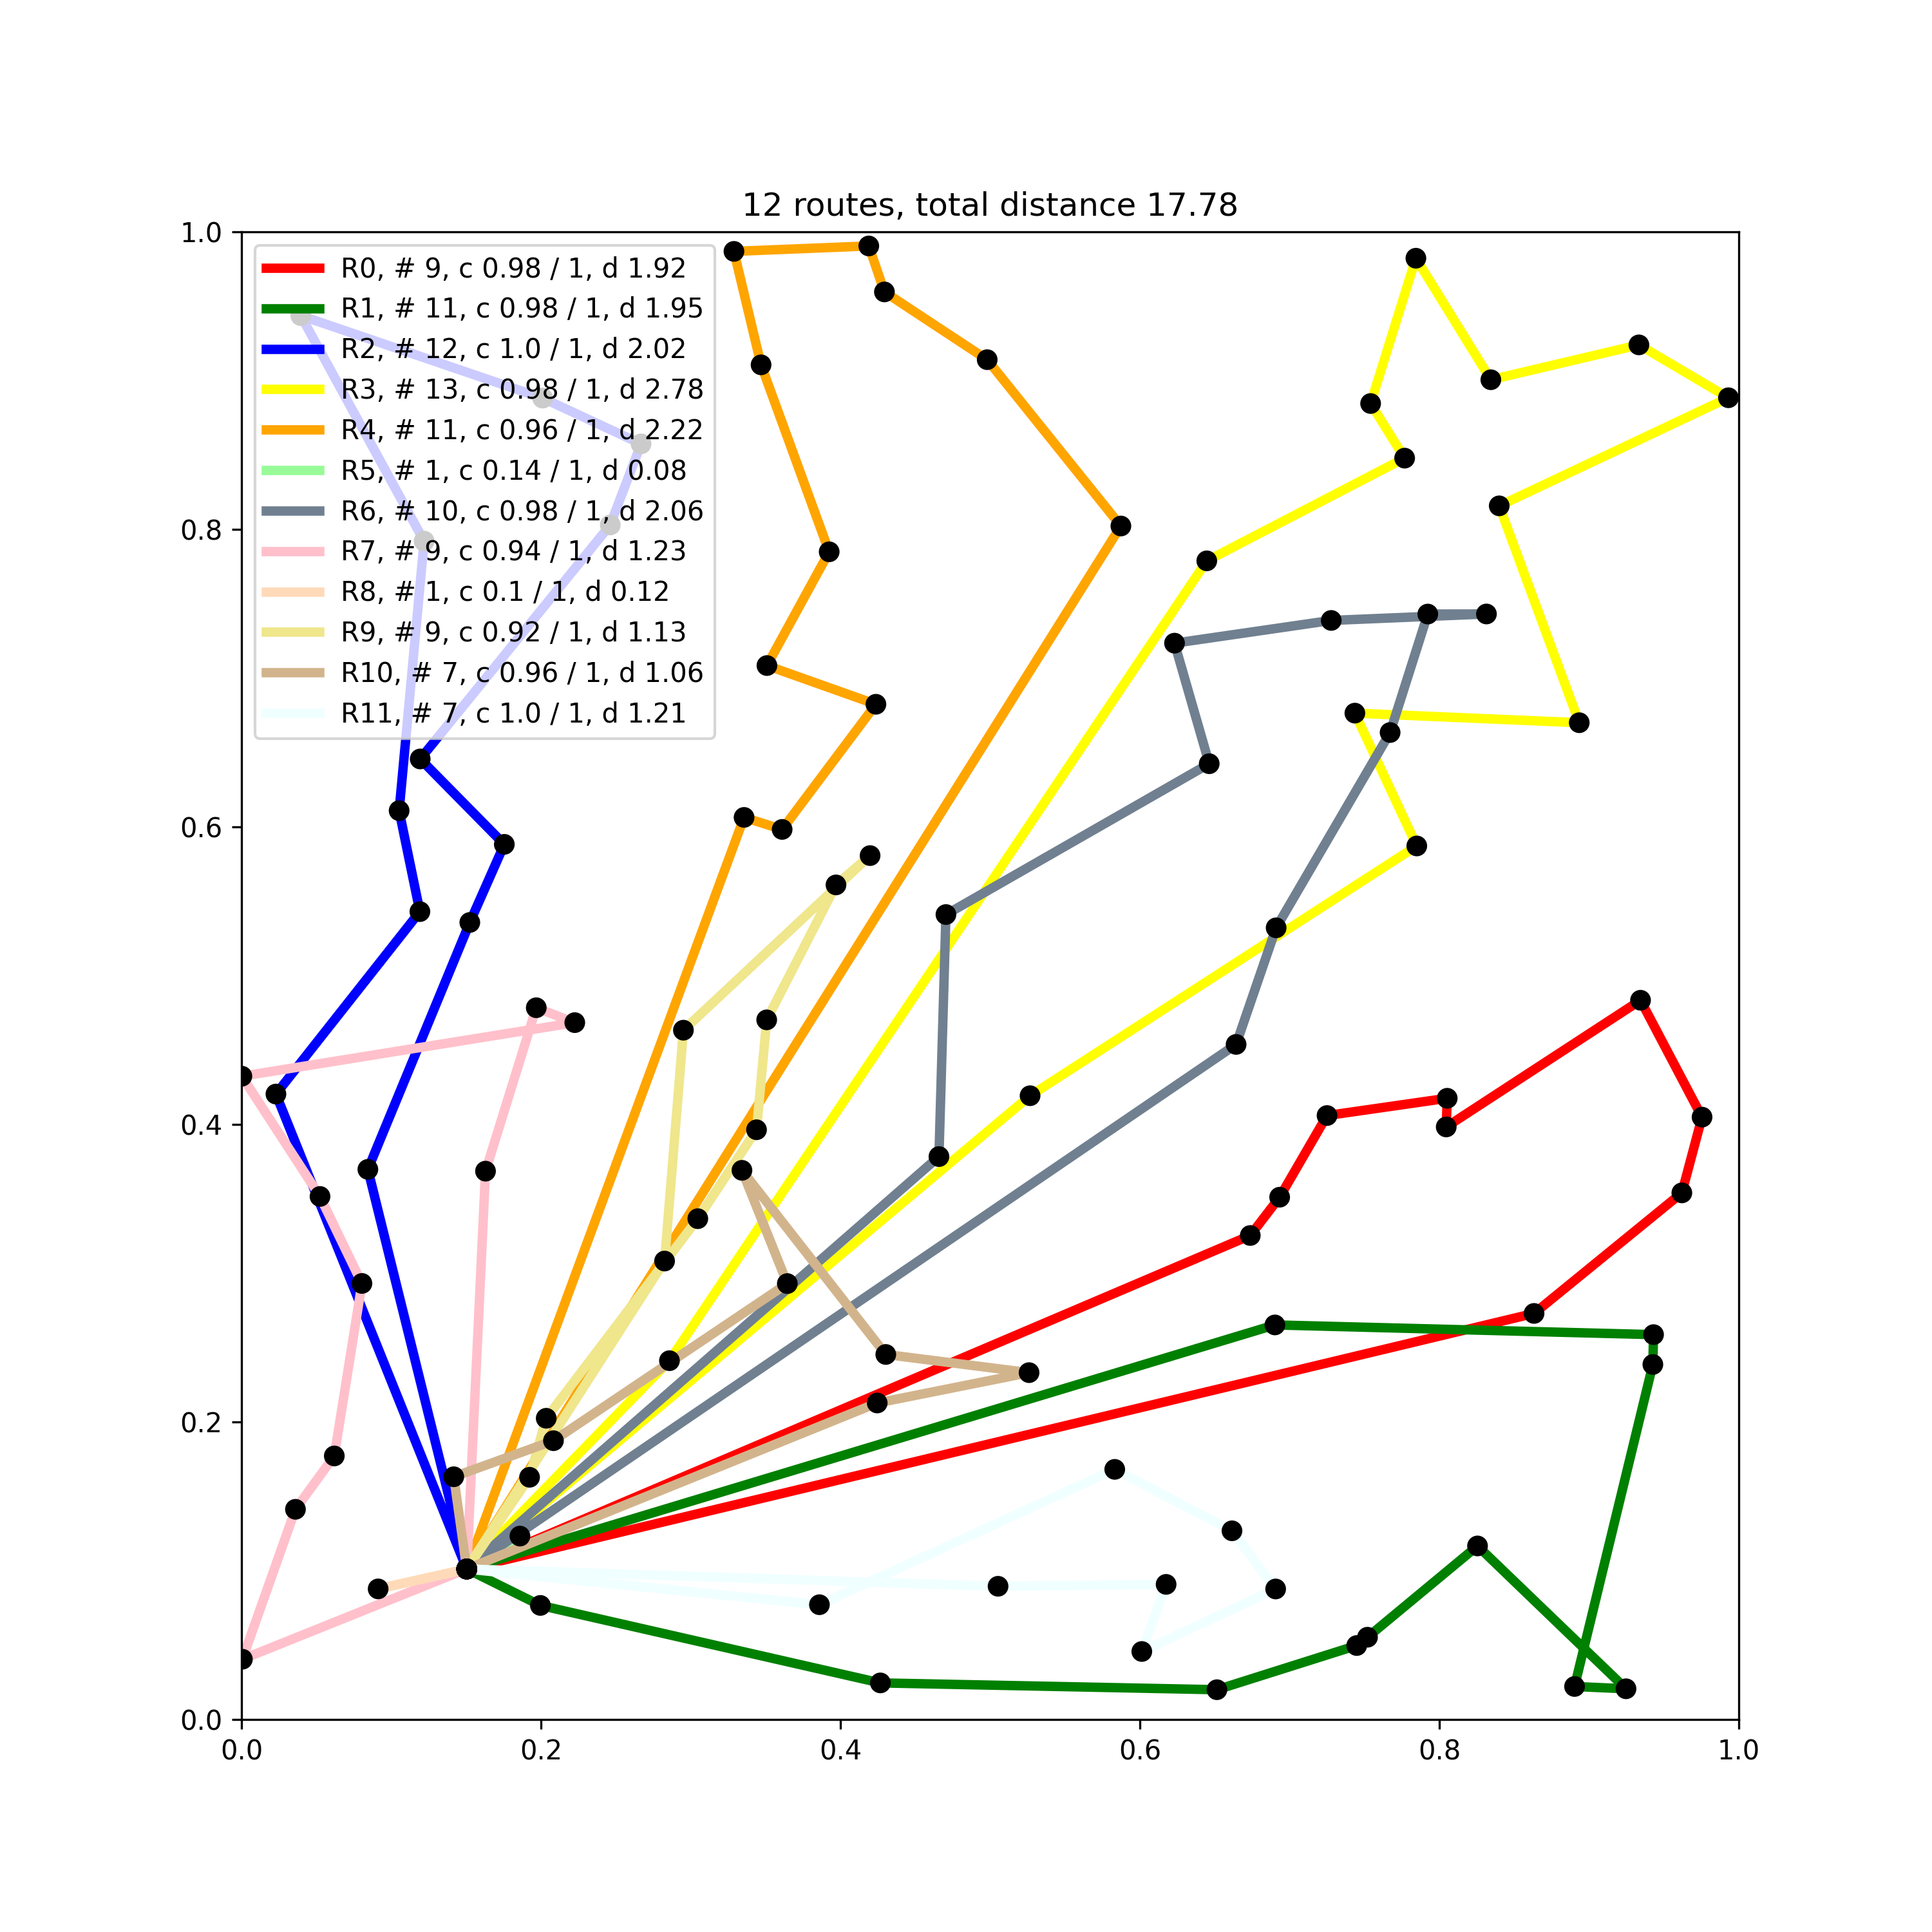 12 routes, total distance 17.78
1.0
0.8
0.6
0.4
0.2
0.0
R0, # 9, c 0.98 / 1, d 1.92
R1, # 11, c 0.98 / 1, d 1.95
R2, # 12, c 1.0 / 1, d 2.02
R3, # 13, c 0.98 / 1, d 2.78
R4, # 11, c 0.96 / 1, d 2.22
R5, # 1, c 0.14 / 1, d 0.08
R6, # 10, c 0.98 / 1, d 2.06
R7, # 9, c 0.94 / 1, d 1.23
R8, # 1, c 0.1 / 1, d 0.12
R9, # 9, c 0.92 / 1, d 1.13
R10, # 7, c 0.96 / 1, d 1.06
R11, # 7, c 1.0 / 1, d 1.21
0.0 0.2 0.4 0.6 0.8 1.0